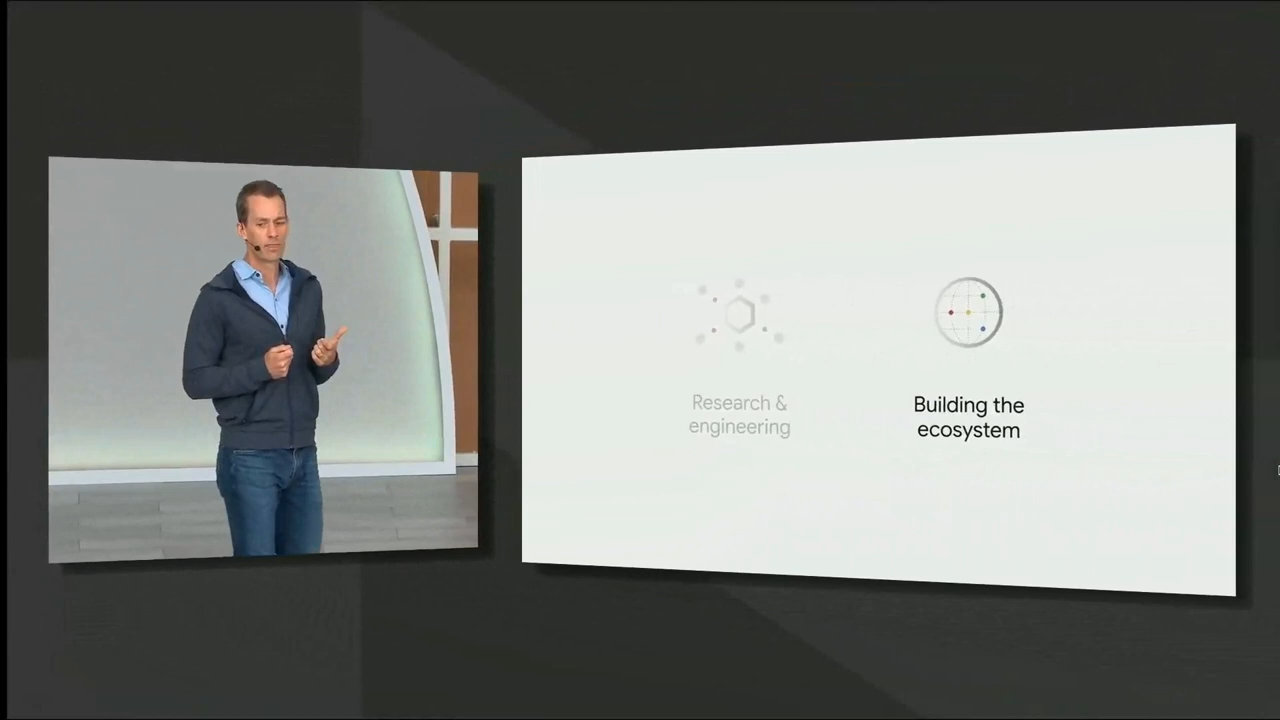 Research &
engineering
Building the
ecosystem